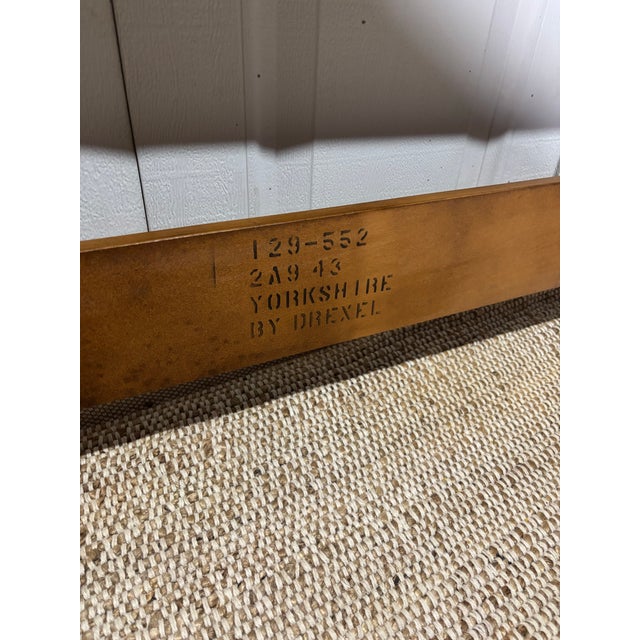 129-552
2A9 43
YORKSHIRE
BY DREXEL